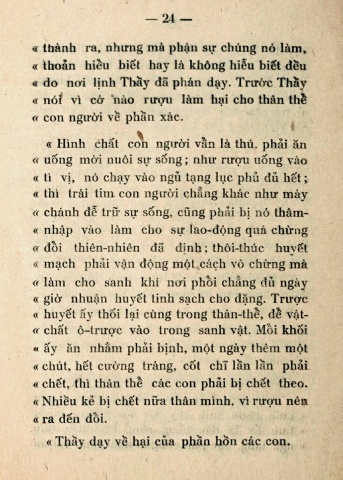 — 24 —
« thành ra, nhưng mà phận sự chúng nó làm,
« thoản hiều biết hay là không hiểu biết đều
« do nơi lịnh Thầy đã phán dạy. Trước Thầy
« nói vì cớ nào rượu làm hại cho thân thể
« con người về phần xác.
« Hình chất con người vẫn là thú, phải ăn
« uống mới nuôi sự sống ; như rượu uống vào
« tì vị, nó chạy vào ngũ tạng lục phủ đủ hết ;
« thì trái tim con người chẳng khác như máy
« chánh để trữ sự sống, cũng phải bị nó thâm-
« nhập vào làm cho sự lao-động quá chừng
« đỗi thiên-nhiên đã định ; thôi-thúc huyết
« mạch phải vận động một cách vô chừng mà
« làm cho sanh khí nơi phổi chẳng đủ ngày
« giờ nhuận huyết tinh sạch cho đặng. Trược
« huyết ấy thối lại cùng trong thân-thể, để vật-
« chất ô-trược vào trong sanh vật. Mỗi khối
« ấy ăn nhằm phải bịnh, một ngày thêm một
« chút, hết cường tráng, cốt chỉ lần lần phải
« chết, thì thân thể các con phải bị chết theo.
« Nhiều kẻ bị chết nữa thân mình, vì rượu nên
« ra đến đỗi.
« Thầy dạy về hại của phần hồn các con.